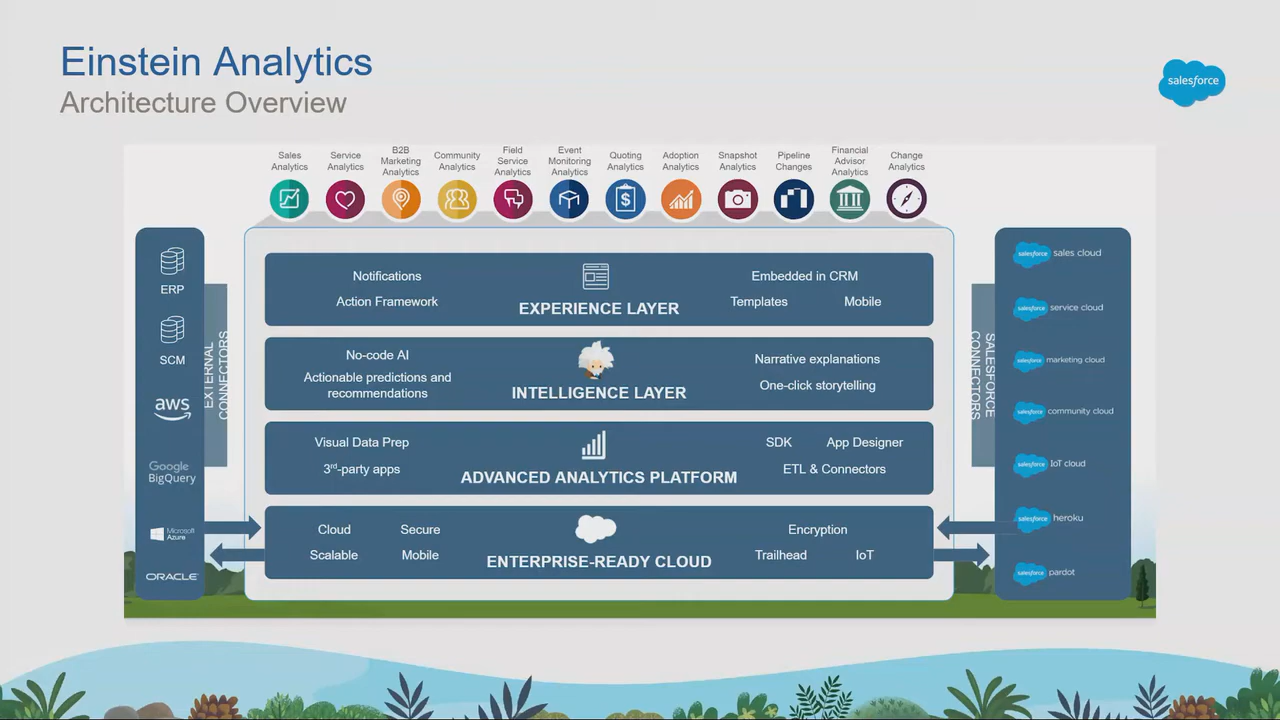 Einstein Analytics
Architecture Overview
salesforce
Sales
Analytics
Service
Analytics
B2B
Marketing
Analytics
Community
Analytics
Field
Service
Analytics
Event
Monitoring
Analytics
Quoting
Analytics
Adoption
Analytics
Snapshot
Analytics
Pipeline
Changes
Financial
Advisor
Analytics
Change
Analytics
$
ERP
SCM
aws
Google
BigQuery
Microsoft
Azure
ORACLE
EXTERNAL
CONNECTORS
Notifications
Action Framework
EXPERIENCE LAYER
Embedded in CRM
Templates Mobile
No-code AI
Actionable predictions and
recommendations
INTELLIGENCE LAYER
Narrative explanations
One-click storytelling
Visual Data Prep
3rd-party apps
ADVANCED ANALYTICS PLATFORM
SDK App Designer
ETL & Connectors
Cloud Secure
Scalable Mobile
ENTERPRISE-READY CLOUD
Encryption
Trailhead IoT
SALESFORCE
CONNECTORS
salesforce sales cloud
salesforce service cloud
salesforce marketing cloud
salesforce community cloud
salesforce IoT cloud
salesforce heroku
salesforce pardot